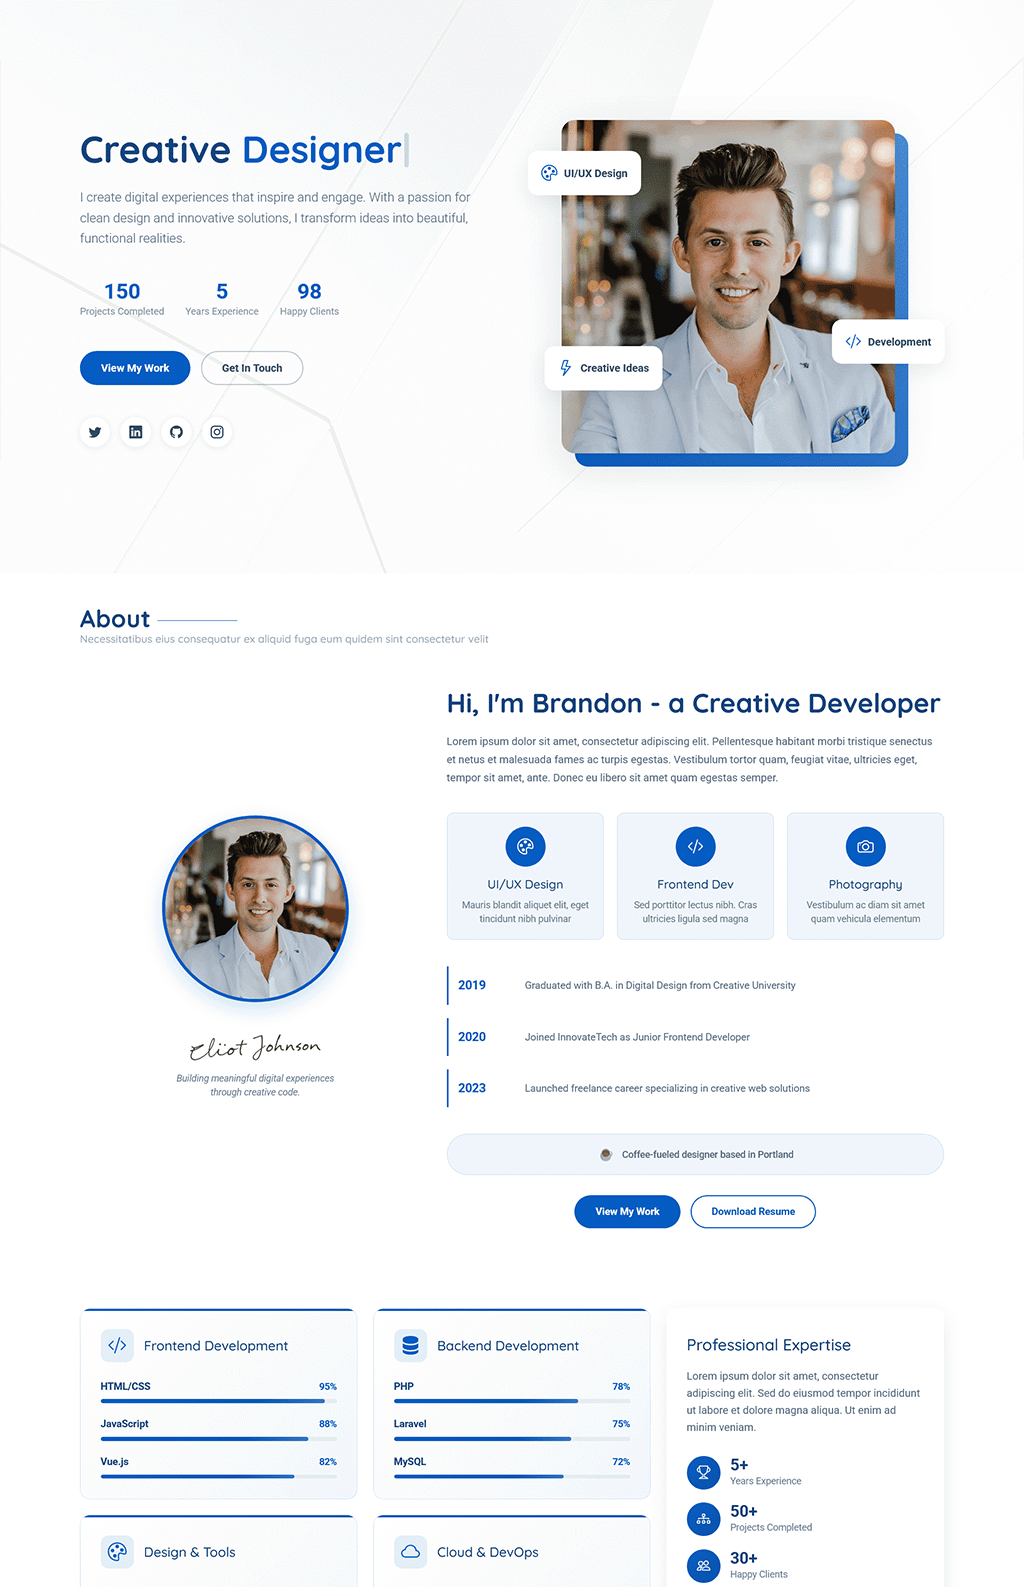 Creative Designer
I create digital experiences that inspire and engage. With a passion for
clean design and innovative solutions, I transform ideas into beautiful,
functional realities.
150
Projects Completed
5
Years Experience
98
Happy Clients
View My Work
Get In Touch
UI/UX Design
Development
Creative Ideas
About
Necessitatibus eius consequatur ex aliquid fuga eum quidem sint consectetur velit
Eliot Johnson
Building meaningful digital experiences
through creative code.
Hi, I'm Brandon - a Creative Developer
Lorem ipsum dolor sit amet, consectetur adipiscing elit. Pellentesque habitant morbi tristique senectus
et netus et malesuada fames ac turpis egestas. Vestibulum tortor quam, feugiat vitae, ultricies eget,
tempor sit amet, ante. Donec eu libero sit amet quam egestas semper.
UI/UX Design
Mauris blandit aliquet elit, eget
tincidunt nibh pulvinar
Frontend Dev
Sed porttitor lectus nibh. Cras
ultricies ligula sed magna
Photography
Vestibulum ac diam sit amet
quam vehicula elementum
2019 Graduated with B.A. in Digital Design from Creative University
2020 Joined InnovateTech as Junior Frontend Developer
2023 Launched freelance career specializing in creative web solutions
Coffee-fueled designer based in Portland
View My Work
Download Resume
Frontend Development
HTML/CSS 95%
JavaScript 88%
Vue.js 82%
Backend Development
PHP 78%
Laravel 75%
MySQL 72%
Design & Tools
Cloud & DevOps
Professional Expertise
Lorem ipsum dolor sit amet, consectetur
adipiscing elit. Sed do eiusmod tempor incididunt
ut labore et dolore magna aliqua. Ut enim ad
minim veniam.
5+
Years Experience
50+
Projects Completed
30+
Happy Clients